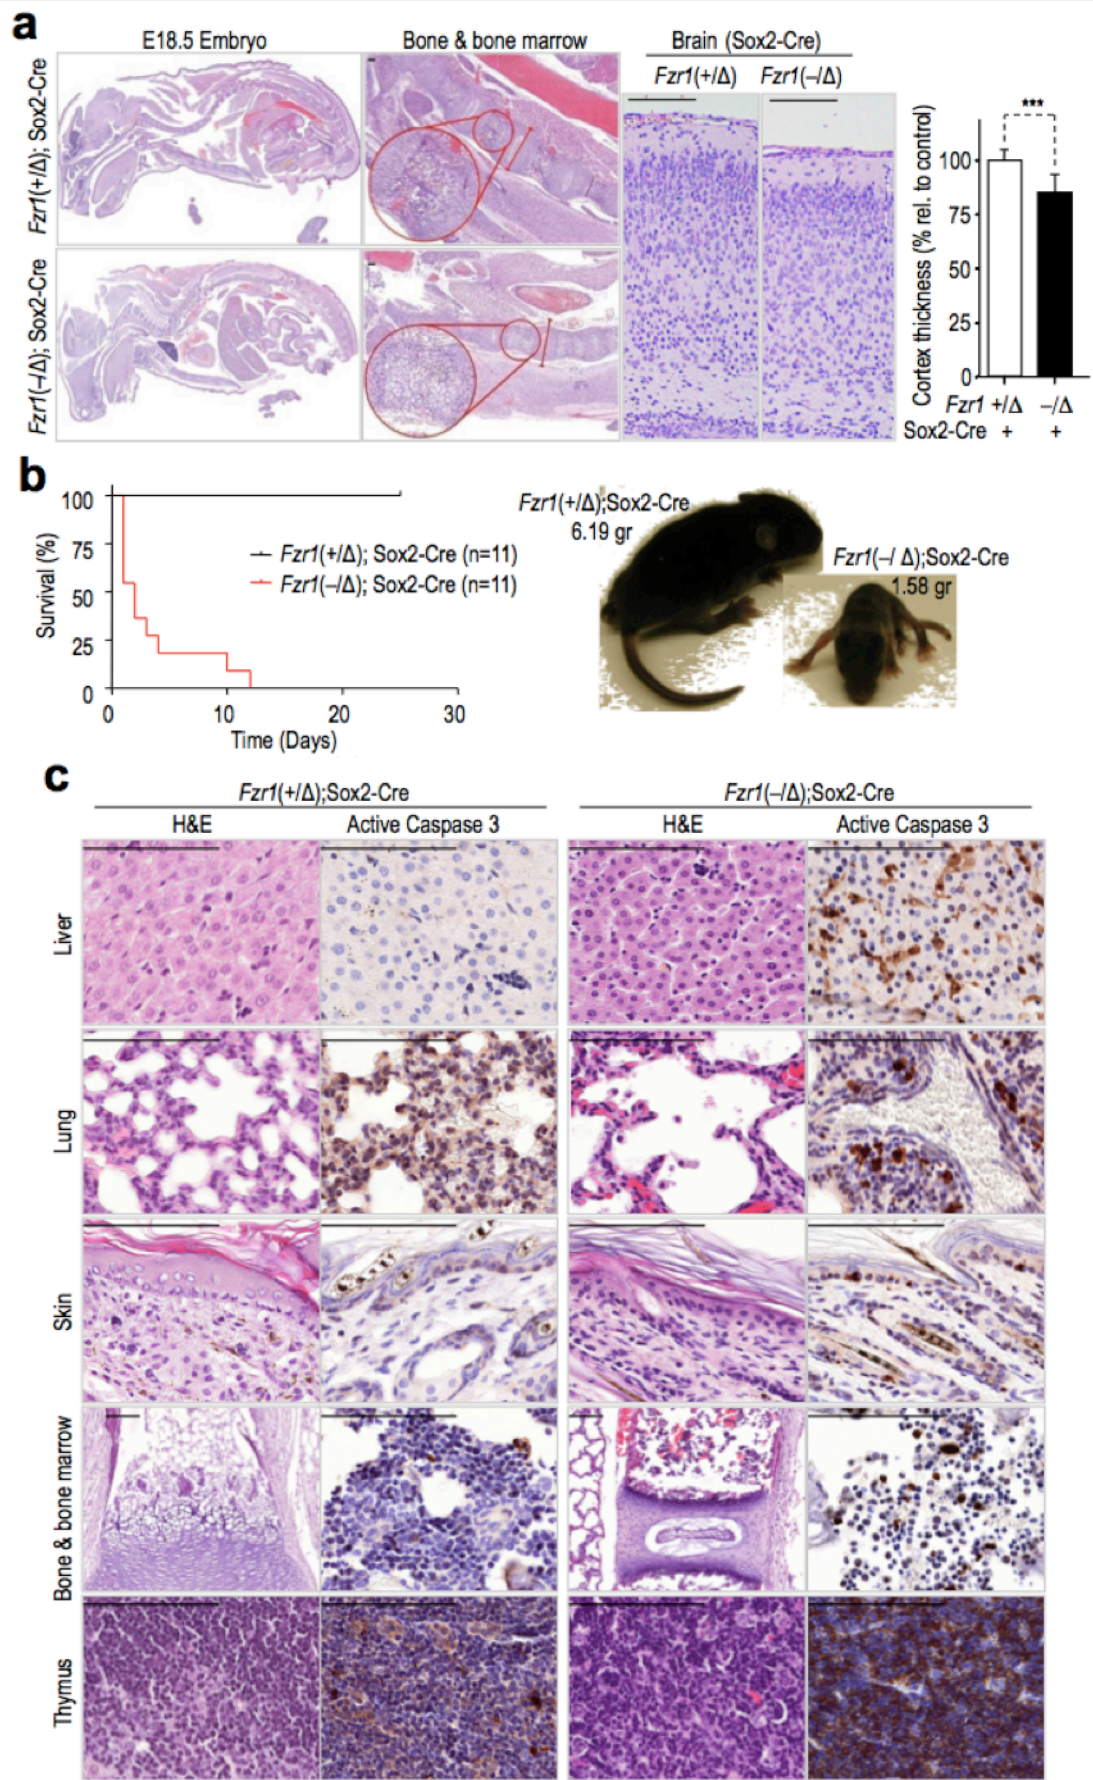 a
E18.5 Embryo
Bone & bone marrow
Brain (Sox2-Cre)
Fzr1(+/Δ)
Fzr1(–/Δ)
Fzr1(+/Δ); Sox2-Cre
Fzr1(–/Δ); Sox2-Cre
***
Cortex thickness (% rel. to control)
100
75
50
25
0
Fzr1 +/Δ –/Δ
Sox2-Cre + +
b
Survival (%)
100
75
50
25
0
0 10 20 30
Time (Days)
Fzr1(+/Δ); Sox2-Cre (n=11)
Fzr1(–/Δ); Sox2-Cre (n=11)
Fzr1(+/Δ);Sox2-Cre
6.19 gr
Fzr1(–/ Δ);Sox2-Cre
1.58 gr
c
Fzr1(+/Δ);Sox2-Cre
Fzr1(–/Δ);Sox2-Cre
H&E
Active Caspase 3
H&E
Active Caspase 3
Liver
Lung
Skin
Bone & bone marrow
Thymus